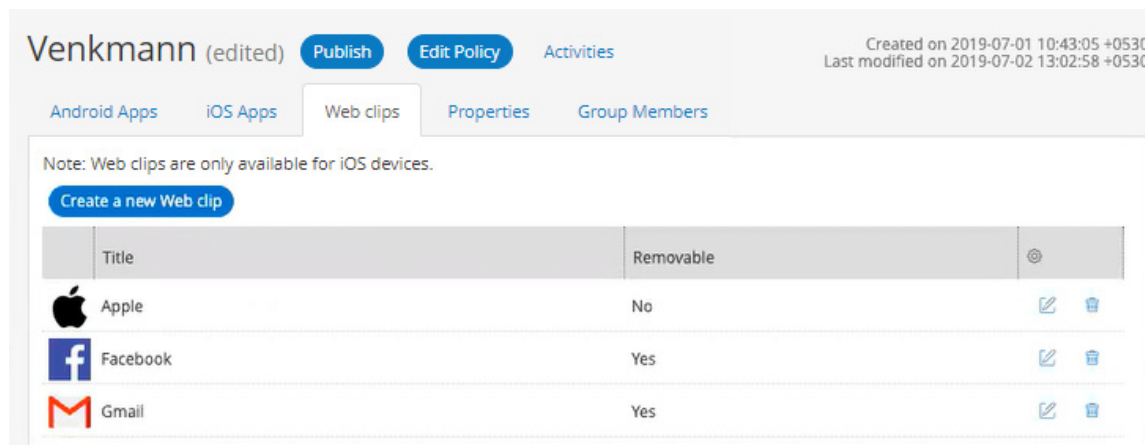 Venkmann (edited) Publish Edit Policy Activities
Created on 2019-07-01 10:43:05 +0530
Last modified on 2019-07-02 13:02:58 +0530
Android Apps iOS Apps Web clips Properties Group Members
Note: Web clips are only available for iOS devices.
Create a new Web clip
Title Removable
Apple No
Facebook Yes
Gmail Yes